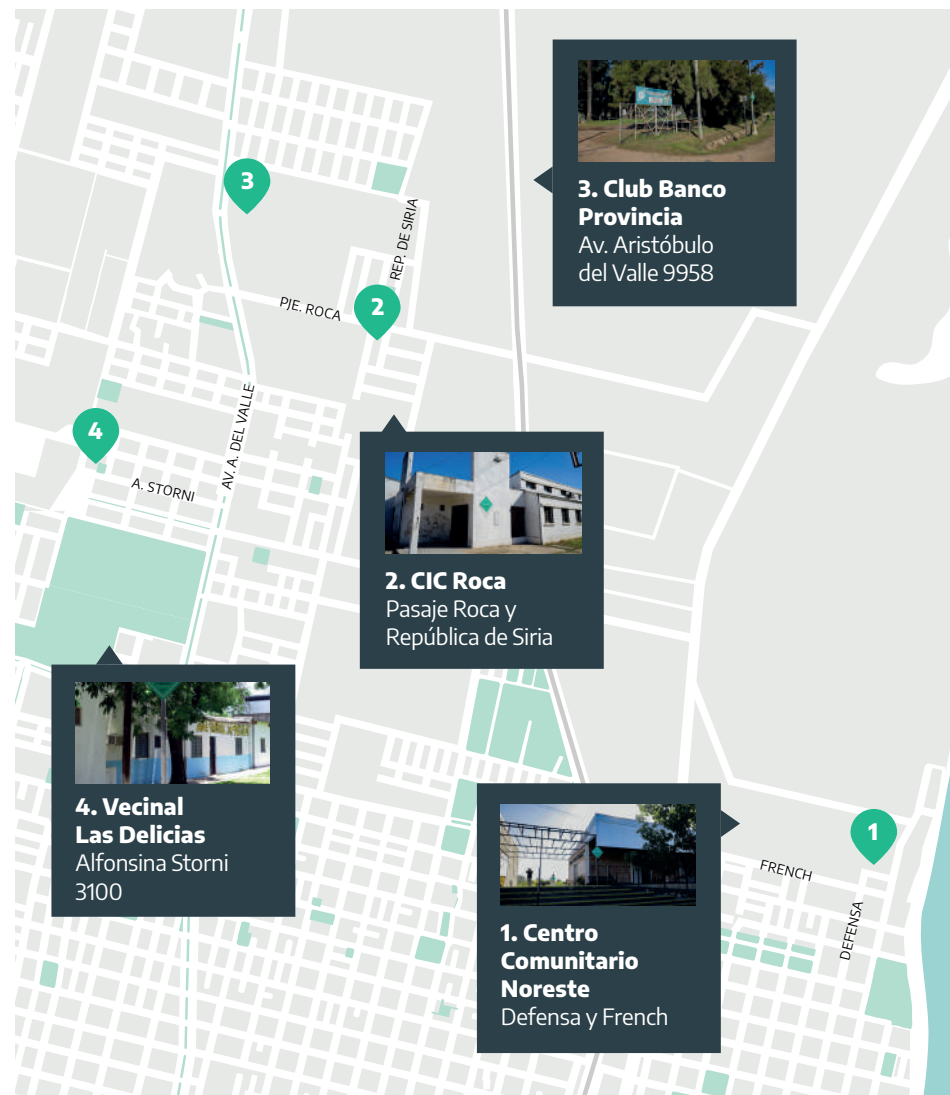 3. Club Banco
Provincia
Av. Aristóbulo
del Valle 9958
3
REP. DE SIRIA
2
PJE. ROCA
4
AV. A. DEL VALLE
A. STORNI
2. CIC Roca
Pasaje Roca y
República de Siria
4. Vecinal
Las Delicias
Alfonsina Storni
3100
1
FRENCH
DEFENSA
1. Centro
Comunitario
Noreste
Defensa y French